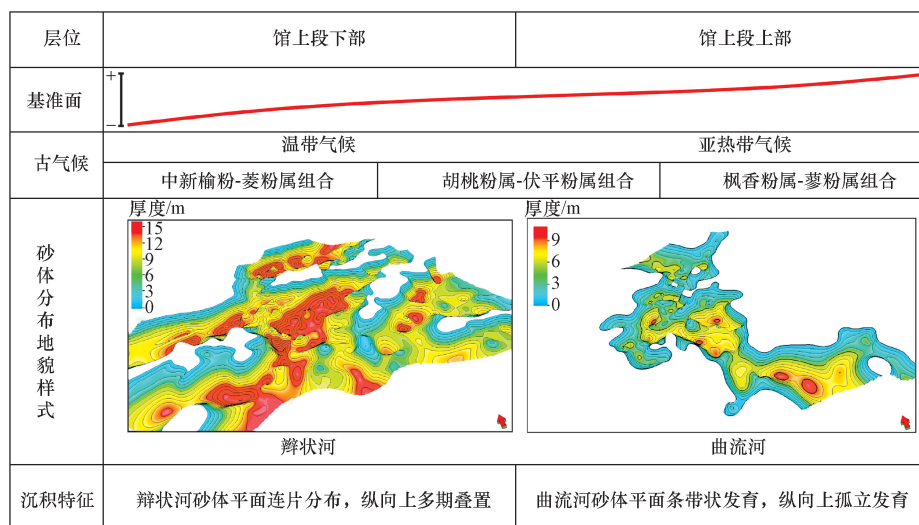 层位
馆上段下部
馆上段上部
基准面
+
−
古气候
温带气候
亚热带气候
中新榆粉-菱粉属组合
胡桃粉属-伏平粉属组合
枫香粉属-蓼粉属组合
砂体分布地貌样式
厚度/m
15
12
9
6
3
0
辫状河
厚度/m
9
6
3
0
曲流河
沉积特征
辫状河砂体平面连片分布，纵向上多期叠置
曲流河砂体平面条带状发育，纵向上孤立发育